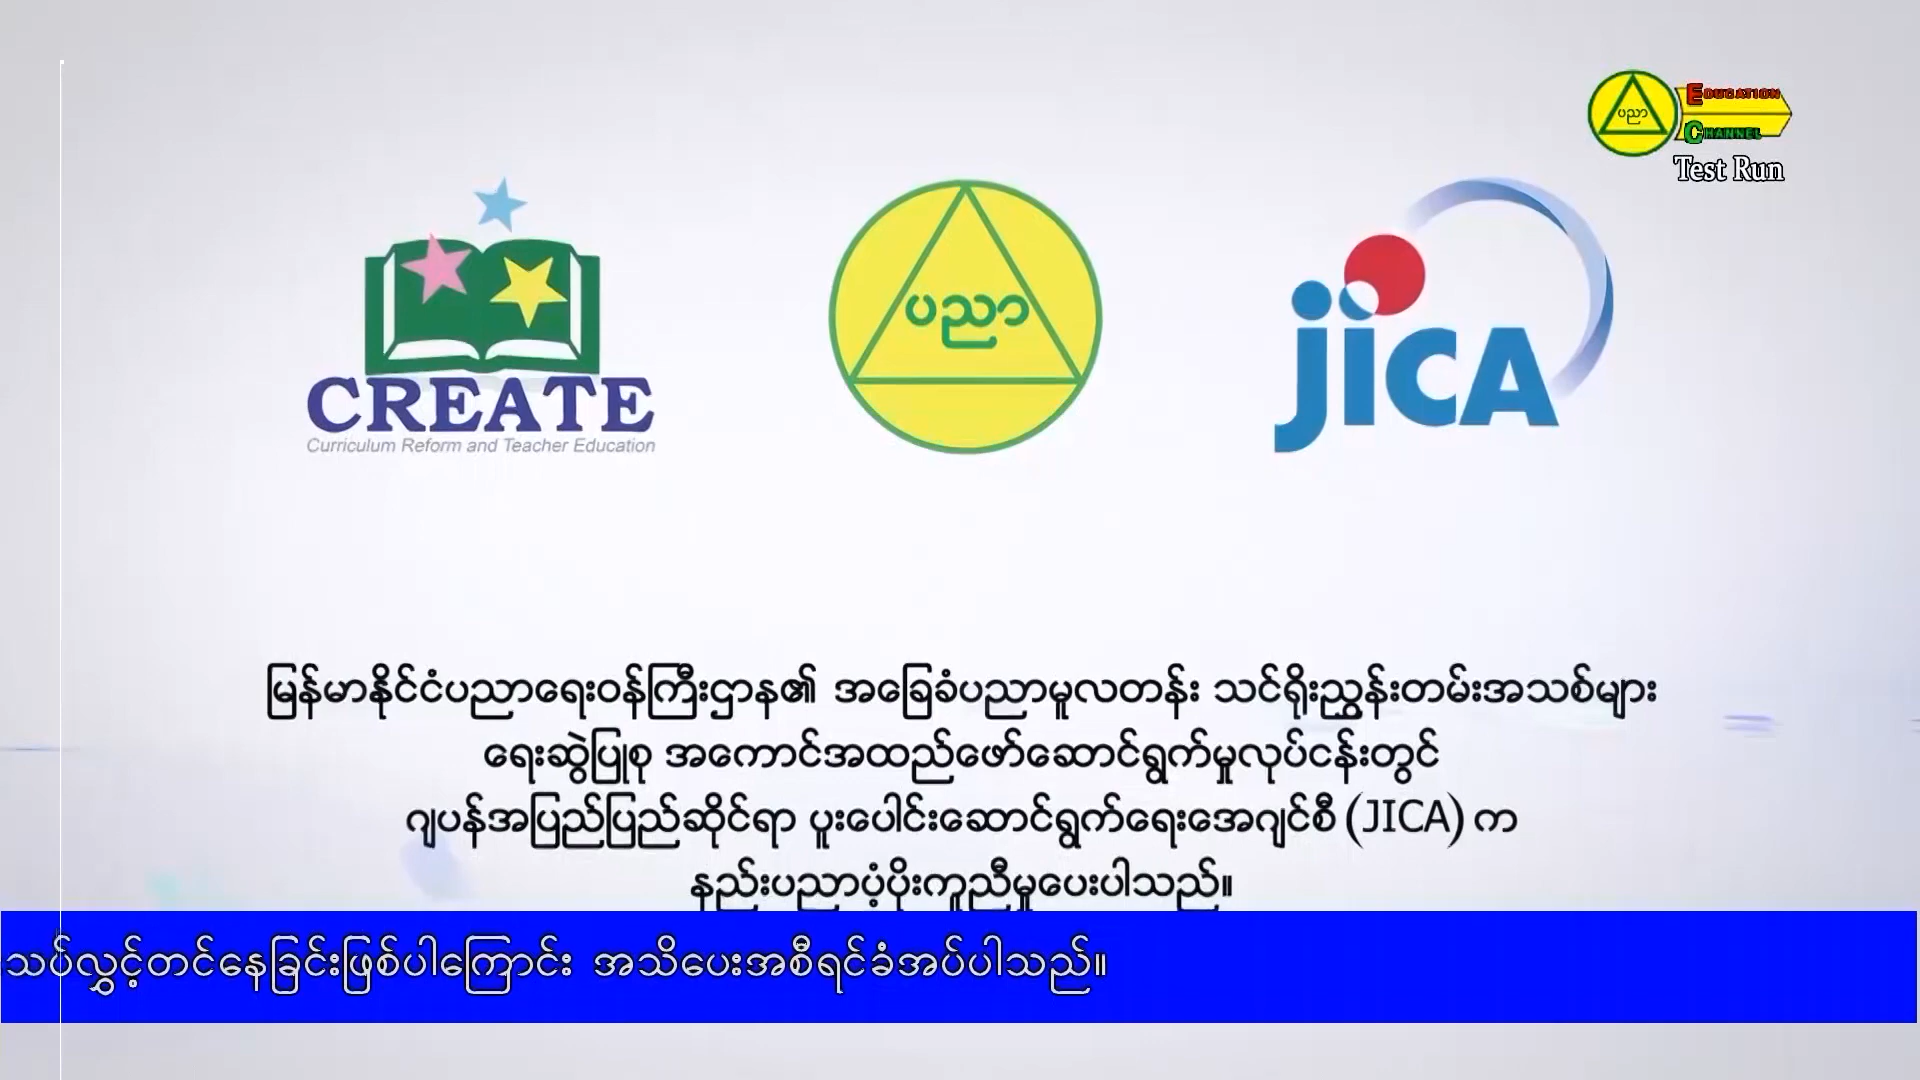 ပညာ
EDUCATION
CHANNEL
Test Run
CREATE
Curriculum Reform and Teacher Education
ပညာ
jica
မြန်မာနိုင်ငံပညာရေးဝန်ကြီးဌာန၏ အခြေခံပညာမူလတန်း သင်ရိုးညွှန်းတမ်းအသစ်များ
ရေးဆွဲပြုစု အကောင်အထည်ဖော်ဆောင်ရွက်မှုလုပ်ငန်းတွင်
ဂျပန်အပြည်ပြည်ဆိုင်ရာ ပူးပေါင်းဆောင်ရွက်ရေးအေဂျင်စီ (JICA) က
နည်းပညာပံ့ပိုးကူညီမှုပေးပါသည်။
သပ်လွှင့်တင်နေခြင်းဖြစ်ပါကြောင်း အသိပေးအစီရင်ခံအပ်ပါသည်။